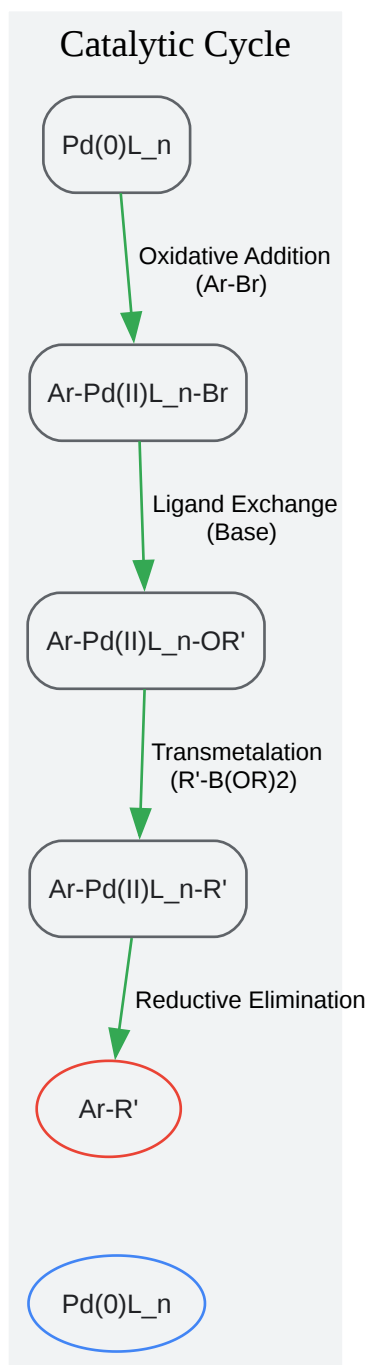 Catalytic Cycle
Pd(0)L_n
Oxidative Addition
(Ar-Br)
Ar-Pd(II)L_n-Br
Ligand Exchange
(Base)
Ar-Pd(II)L_n-OR'
Transmetalation
(R'-B(OR)2)
Ar-Pd(II)L_n-R'
Reductive Elimination
Ar-R'
Pd(0)L_n